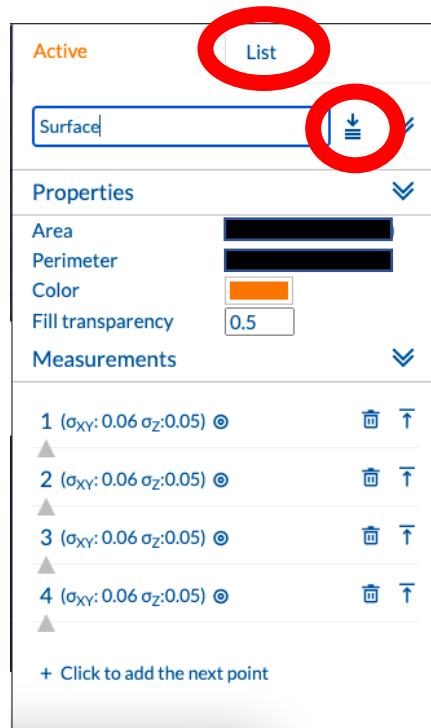 Active List
Surface
Properties
Area
Perimeter
Color
Fill transparency 0.5
Measurements
1 (σXY: 0.06 σZ:0.05)
2 (σXY: 0.06 σZ:0.05)
3 (σXY: 0.06 σZ:0.05)
4 (σXY: 0.06 σZ:0.05)
+ Click to add the next point